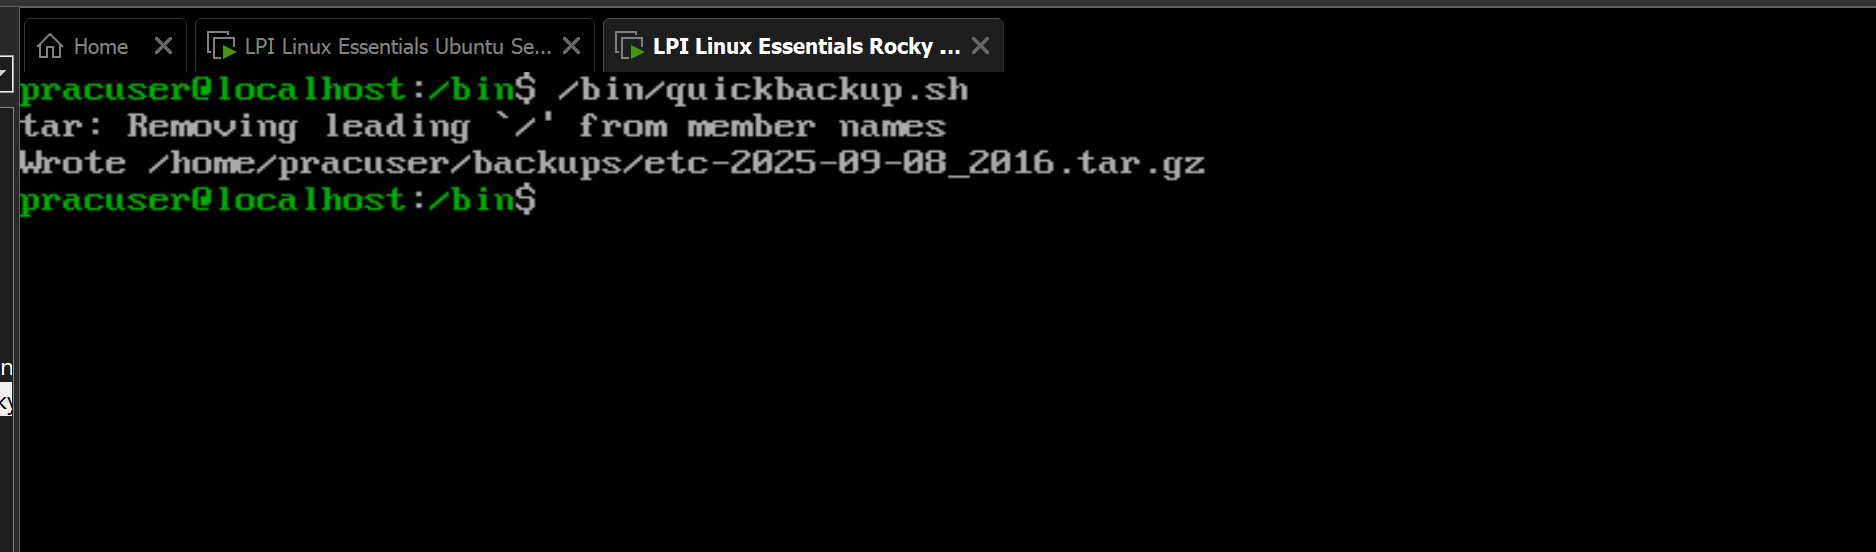 Home LPI Linux Essentials Ubuntu Se... LPI Linux Essentials Rocky ...
pracuser@localhost:/bin$ /bin/quickbackup.sh
tar: Removing leading `/' from member names
Wrote /home/pracuser/backups/etc-2025-09-08_2016.tar.gz
pracuser@localhost:/bin$